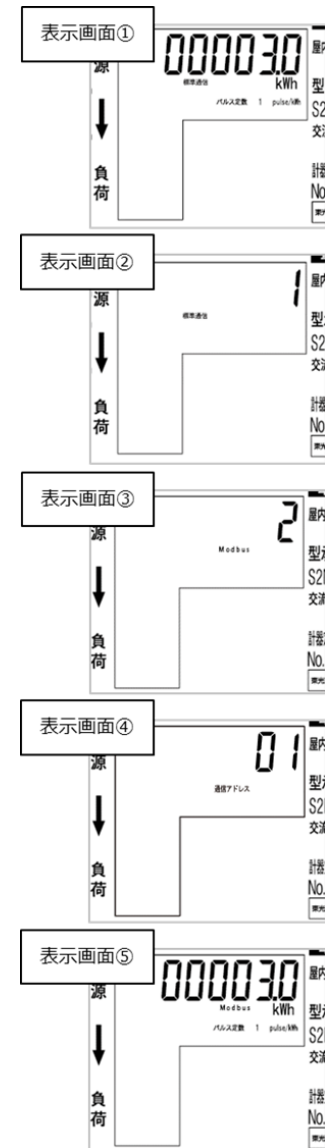 表示画面①
源
000030
kWh
標準通信
パルス定数 1 pulse/kWh
負
荷
屋内
型
S2
交流
計器
No.
表示画面②
源
1
標準通信
負
荷
屋内
型
S2
交流
計器
No.
表示画面③
源
2
Modbus
負
荷
屋内
型
S2
交流
計器
No.
表示画面④
源
01
通信アドレス
負
荷
屋内
型
S2
交流
計器
No.
表示画面⑤
源
000030
Modbus kWh
パルス定数 1 pulse/kWh
負
荷
屋内
型
S2
交流
計器
No.